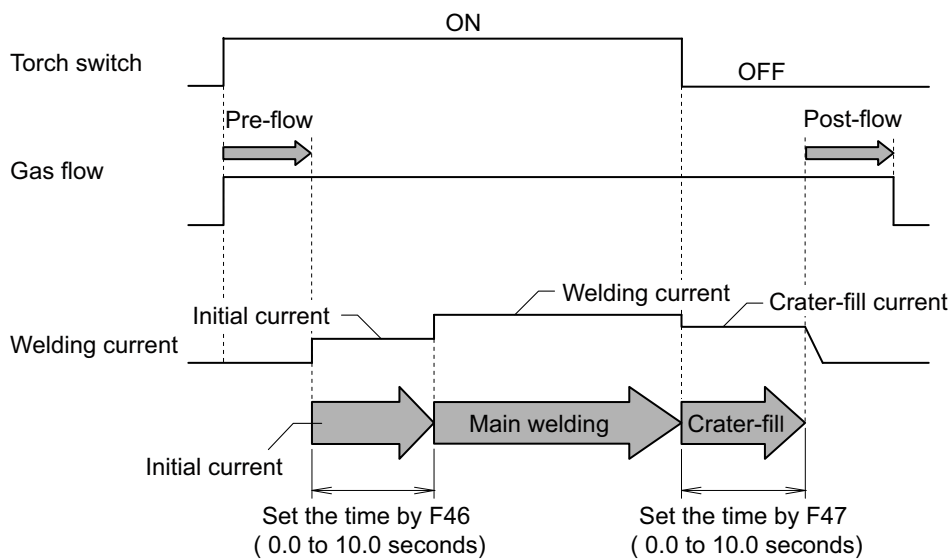 ON
Torch switch
OFF
Pre-flow
Post-flow
Gas flow
Welding current
Crater-fill current
Initial current
Welding current
Main welding
Crater-fill
Initial current
Set the time by F46
( 0.0 to 10.0 seconds)
Set the time by F47
( 0.0 to 10.0 seconds)